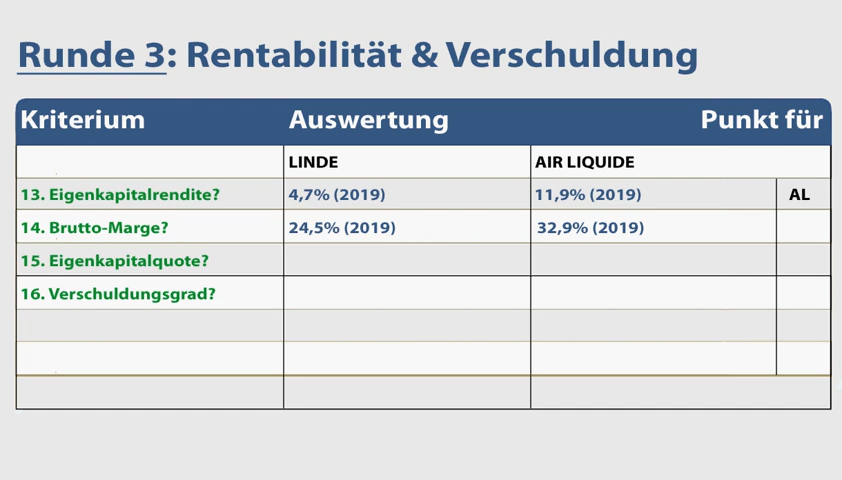 Runde 3: Rentabilität & Verschuldung
Kriterium Auswertung Punkt für
LINDE AIR LIQUIDE
13. Eigenkapitalrendite? 4,7% (2019) 11,9% (2019) AL
14. Brutto-Marge? 24,5% (2019) 32,9% (2019)
15. Eigenkapitalquote?
16. Verschuldungsgrad?